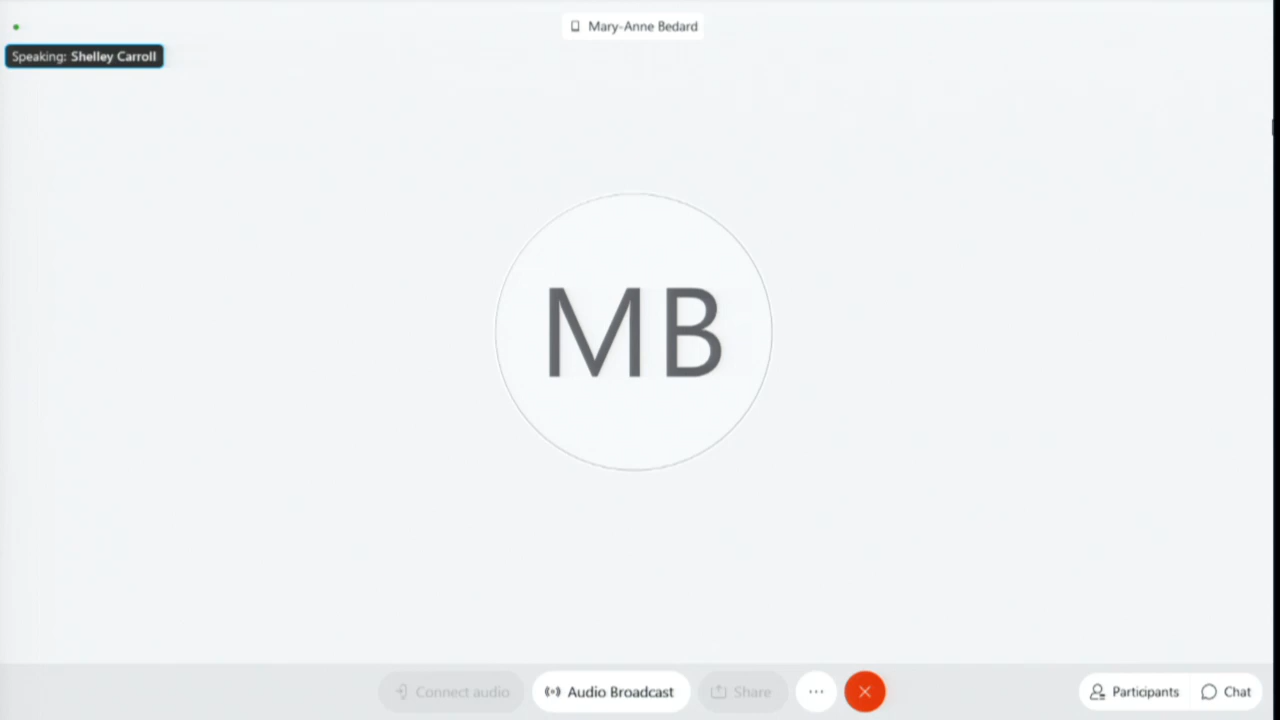 Mary-Anne Bedard
Speaking: Shelley Carroll
MB
Connect audio
Audio Broadcast
Share
Participants
Chat